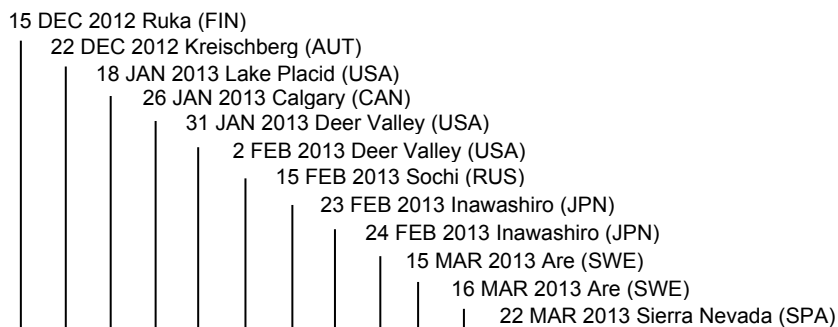 15 DEC 2012 Ruka (FIN)
22 DEC 2012 Kreischberg (AUT)
18 JAN 2013 Lake Placid (USA)
26 JAN 2013 Calgary (CAN)
31 JAN 2013 Deer Valley (USA)
2 FEB 2013 Deer Valley (USA)
15 FEB 2013 Sochi (RUS)
23 FEB 2013 Inawashiro (JPN)
24 FEB 2013 Inawashiro (JPN)
15 MAR 2013 Are (SWE)
16 MAR 2013 Are (SWE)
22 MAR 2013 Sierra Nevada (SPA)